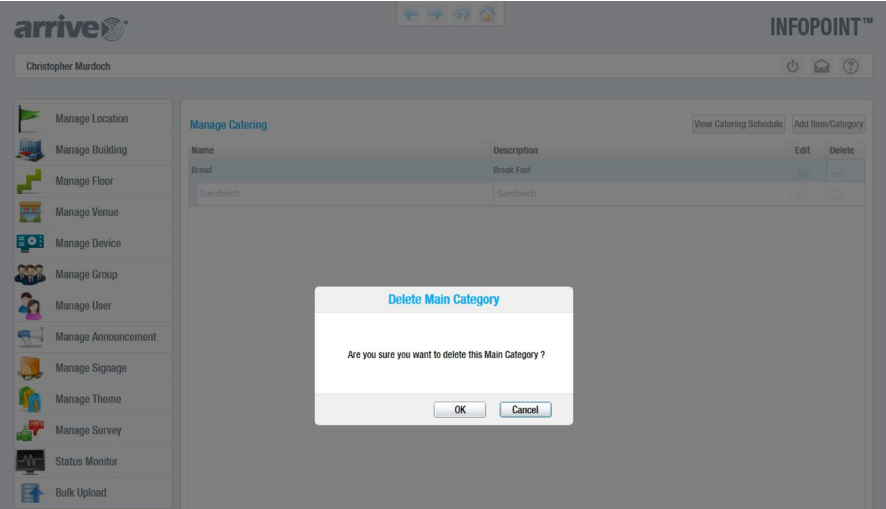 arrive
INFOPOINT™
Christopher Murdoch
Manage Location
Manage Building
Manage Floor
Manage Venue
Manage Device
Manage Group
Manage User
Manage Announcement
Manage Signage
Manage Theme
Manage Survey
Status Monitor
Bulk Upload
Manage Catering
View Catering Schedule Add Item/Category
Name Description Edit Delete
Bread Break Fast
Sandwich Sandwich
Delete Main Category
Are you sure you want to delete this Main Category ?
OK Cancel